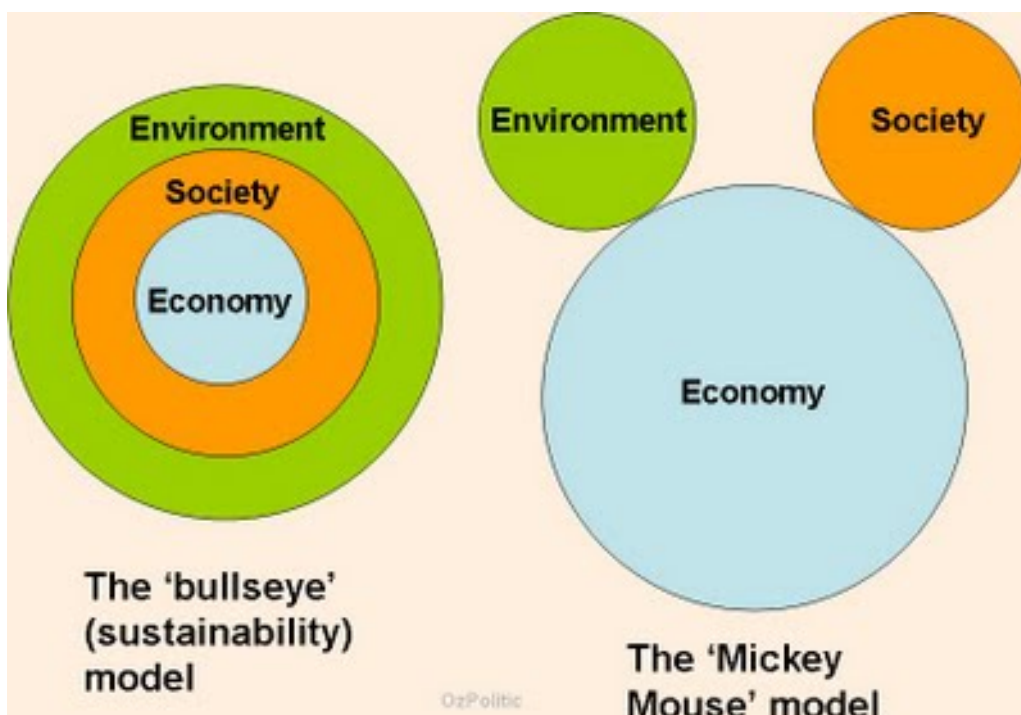 Environment
Society
Economy
The ‘bullseye’
(sustainability)
model
Environment
Society
Economy
The ‘Mickey
Mouse’ model
OzPolitic